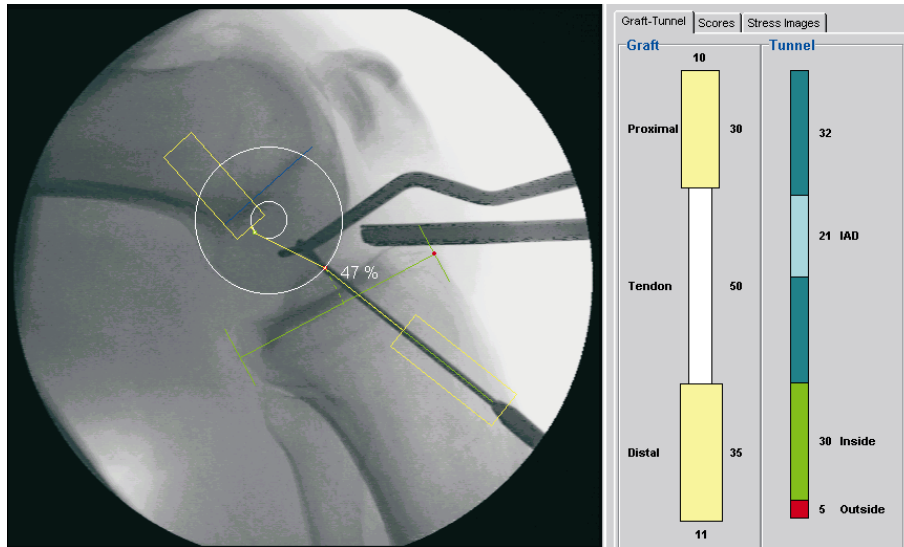 Graft-Tunnel Scores Stress Images
Graft
Tunnel
10
Proximal 30
Tendon 50
Distal 35
11
32
21 IAD
30 Inside
5 Outside
47 %